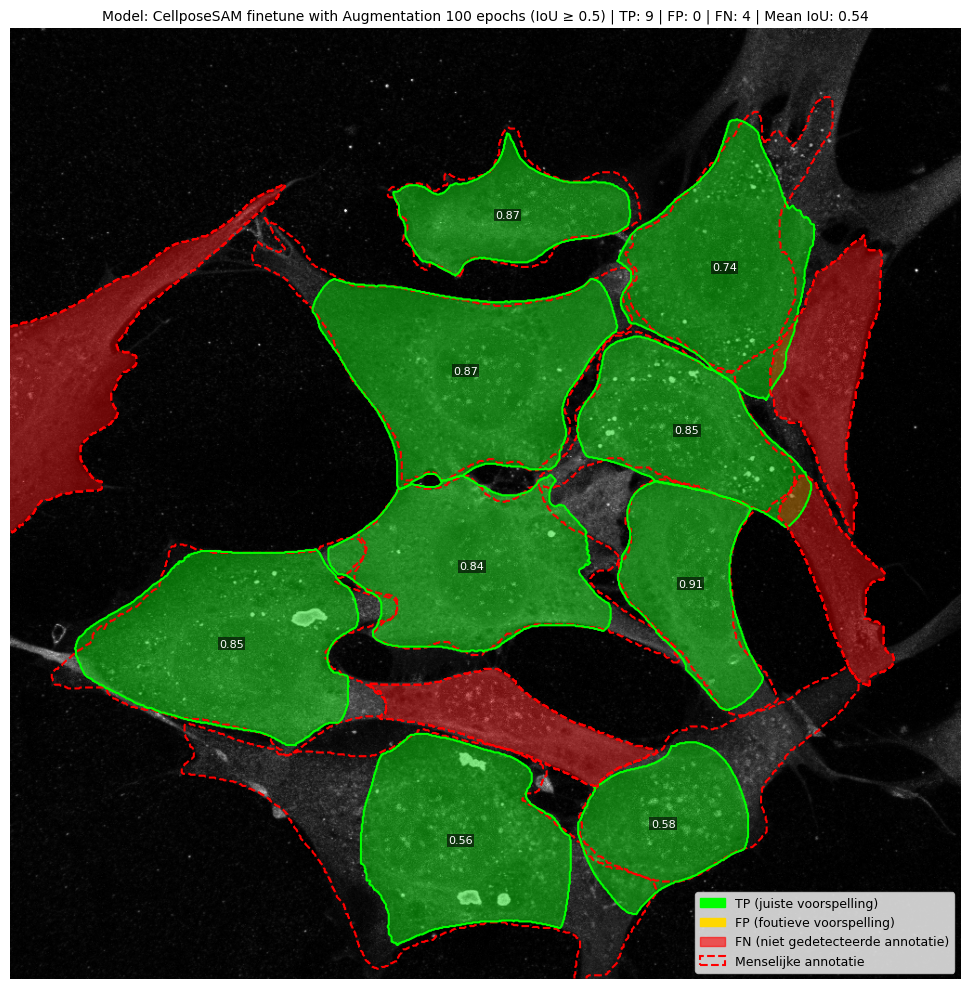 Model: CellposeSAM finetune with Augmentation 100 epochs (IoU ≥ 0.5) | TP: 9 | FP: 0 | FN: 4 | Mean IoU: 0.54
0.87
0.74
0.87
0.85
0.84
0.91
0.85
0.58
0.56
TP (juiste voorspelling)
FP (foutieve voorspelling)
FN (niet gedetecteerde annotatie)
Menselijke annotatie